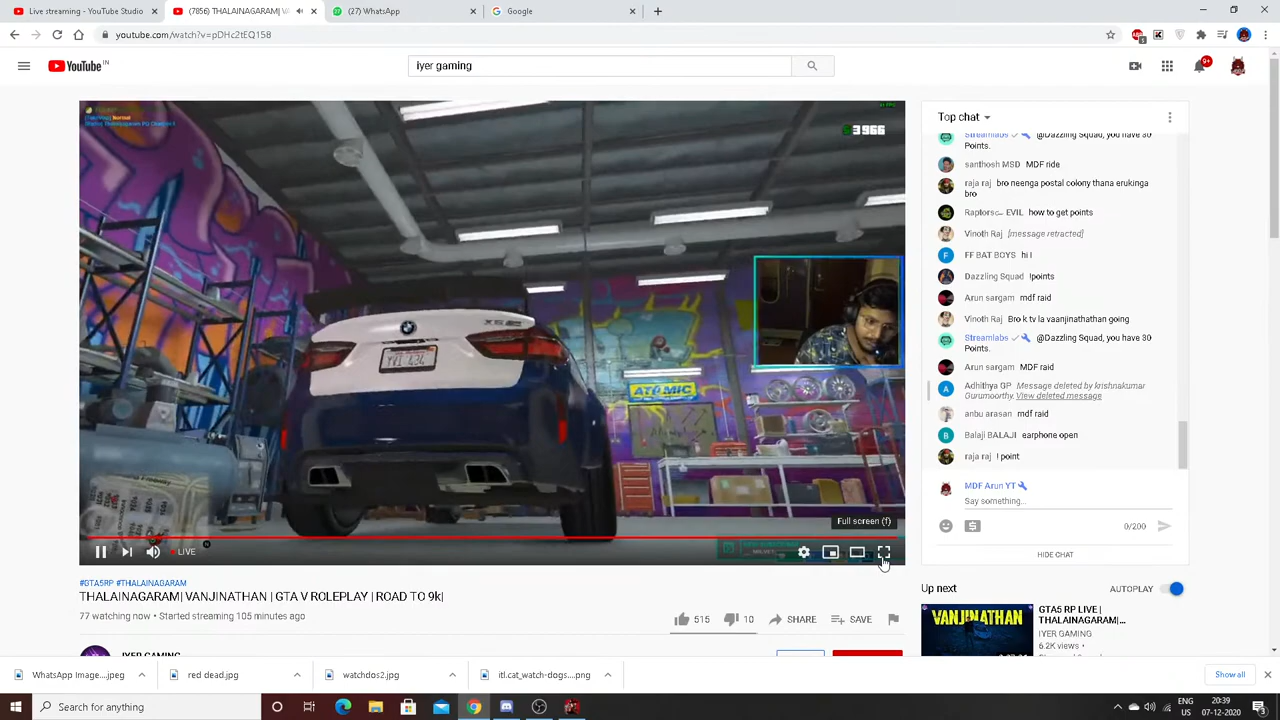 Live streaming - YouTube Studio
(7856) THALAINAGARAM| VA
(27) WhatsApp
Google
youtube.com/watch?v=pDHc2tEQ158
YouTube IN
iyer gaming
9+
3966
ATOMIC
Full screen (f)
LIVE
Top chat
Streamlabs @Dazzling Squad, you have 30
Points.
santhosh MSD MDF ride
raja raj bro neenga postal colony thana erukinga
bro
Raptorsc_ EVIL how to get points
Vinoth Raj [message retracted]
FF BAT BOYS hi I
Dazzling Squad !points
Arun sargam mdf raid
Vinoth Raj Bro k tv la vaanjinathathan going
Streamlabs @Dazzling Squad, you have 30
Points.
Arun sargam MDF raid
Adhithya GP Message deleted by krishnakumar
Gurumoorthy. View deleted message
anbu arasan mdf raid
Balaji BALAJI earphone open
raja raj ! point
MDF Arun YT
Say something...
0/200
HIDE CHAT
#GTA5RP #THALAINAGARAM
THALAINAGARAM| VANJINATHAN | GTA V ROLEPLAY | ROAD TO 9k|
77 watching now • Started streaming 105 minutes ago
515
10
SHARE
SAVE
IYER GAMING
Up next
AUTOPLAY
VANJINATHAN
GTA5 RP LIVE |
THALAINAGARAM|...
IYER GAMING
6.2K views •
WhatsApp Image....jpeg
red dead.jpg
watchdos2.jpg
itl.cat_watch-dogs....png
Show all
Search for anything
ENG
US
20:39
07-12-2020
3